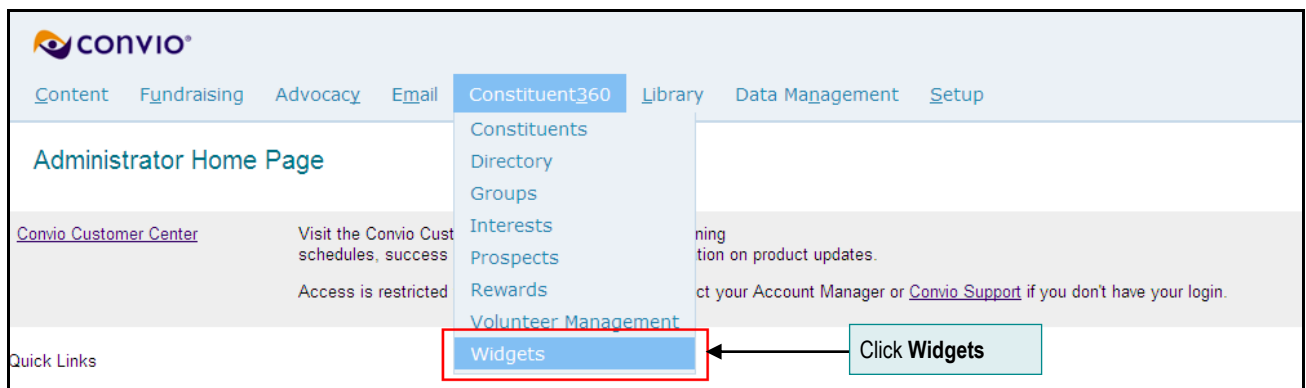 convio®
Content Fundraising Advocacy Email Constituent360 Library Data Management Setup
Constituents
Administrator Home Page
Directory
Groups
Interests
Convio Customer Center
Visit the Convio Cust
ning
schedules, success
tion on product updates.
Prospects
Rewards
Access is restricted
ct your Account Manager or Convio Support if you don't have your login.
Volunteer Management
Widgets
Click Widgets
Quick Links